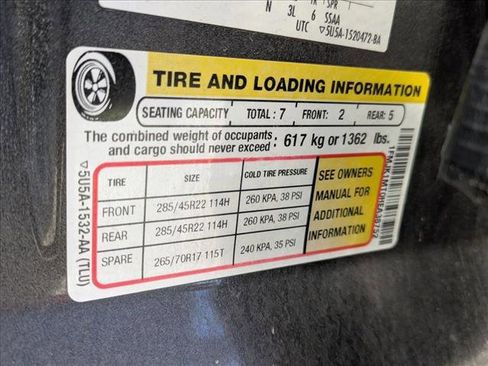 SPR
N 3L 6 5SAA
UTC ▽5U5A-1520472-BA
TIRE AND LOADING INFORMATION
SEATING CAPACITY TOTAL : 7 FRONT: 2 REAR: 5
The combined weight of occupants and cargo should never exceed : 617 kg or 1362 lbs.
TIRE SIZE COLD TIRE PRESSURE
FRONT 285/45R22 114H 260 KPA, 38 PSI
REAR 285/45R22 114H 260 KPA, 38 PSI
SPARE 265/70R17 115T 240 KPA, 35 PSI
SEE OWNERS
MANUAL FOR
ADDITIONAL
INFORMATION
▽5U5A-1532-AA (TLU)